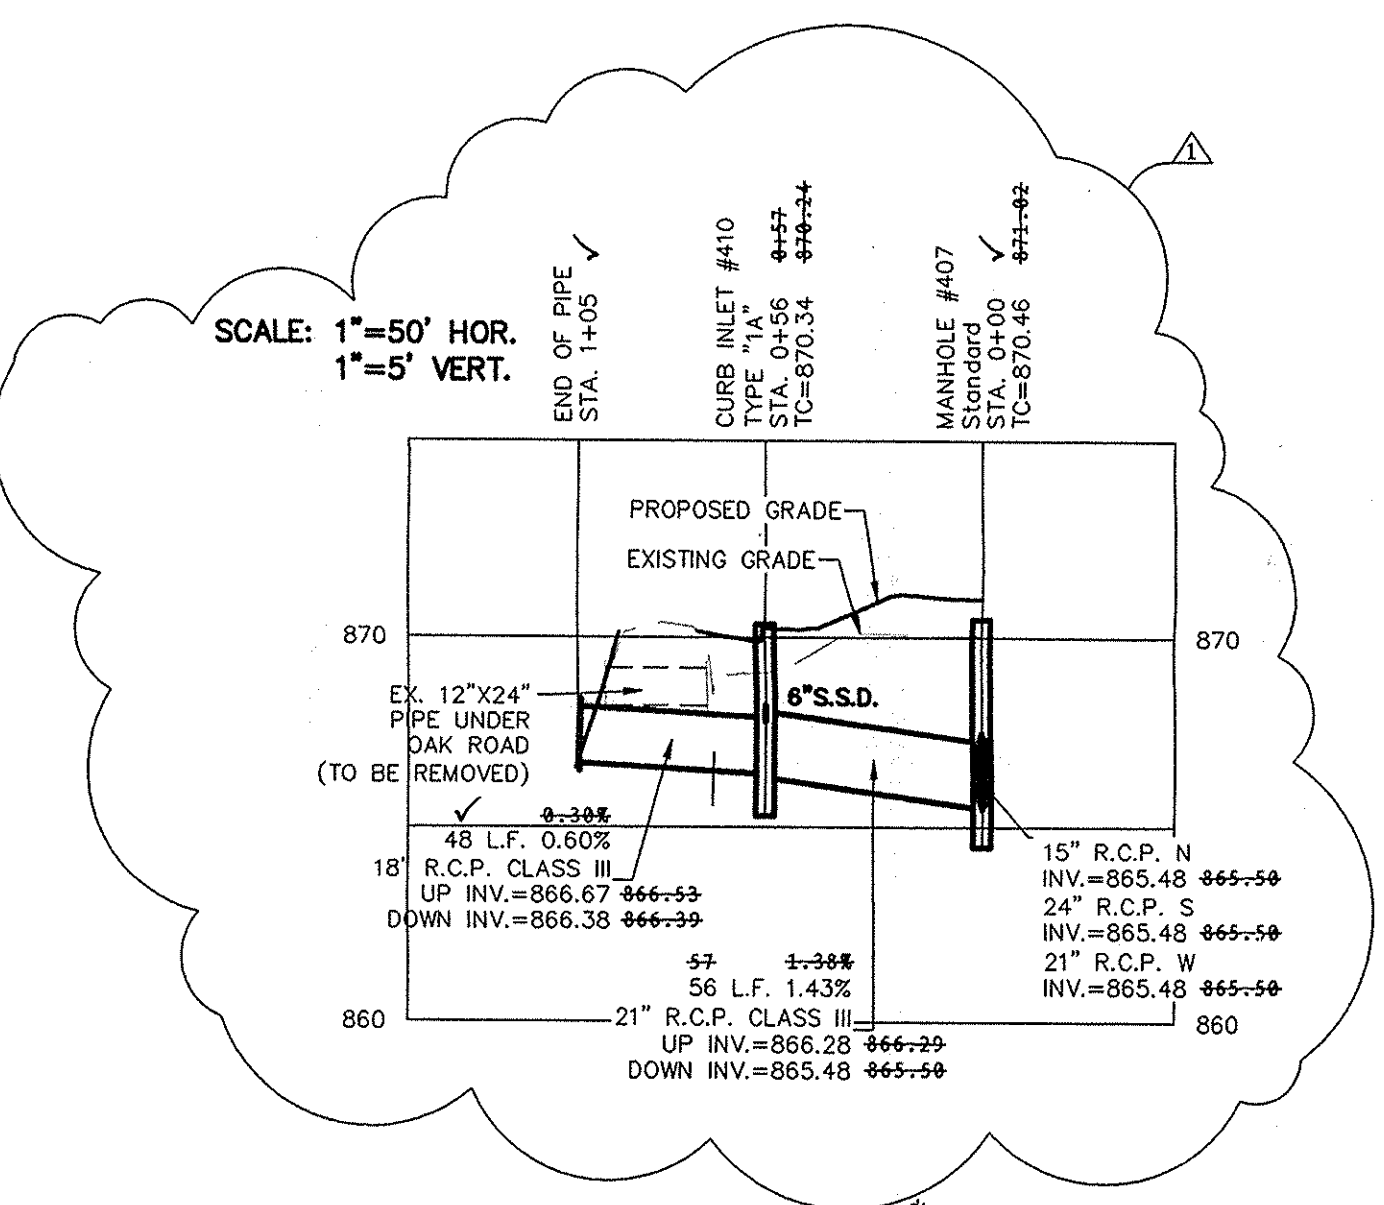 1
SCALE: 1"=50' HOR.
1"=5' VERT.
END OF PIPE
STA. 1+05 ✓
CURB INLET #410
TYPE "1A"
STA. 0+56 0+57
TC=870.34 870.24
MANHOLE #407
Standard
STA. 0+00 ✓
TC=870.46 871.02
PROPOSED GRADE
EXISTING GRADE
870
870
6"S.S.D.
EX. 12"X24"
PIPE UNDER
OAK ROAD
(TO BE REMOVED)
✓ 0.30%
48 L.F. 0.60%
18' R.C.P. CLASS III
UP INV.=866.67 866.53
DOWN INV.=866.38 866.39
15" R.C.P. N
INV.=865.48 865.50
24" R.C.P. S
INV.=865.48 865.50
21" R.C.P. W
INV.=865.48 865.50
57 1.38%
56 L.F. 1.43%
21" R.C.P. CLASS III
UP INV.=866.28 866.29
DOWN INV.=865.48 865.50
860
860